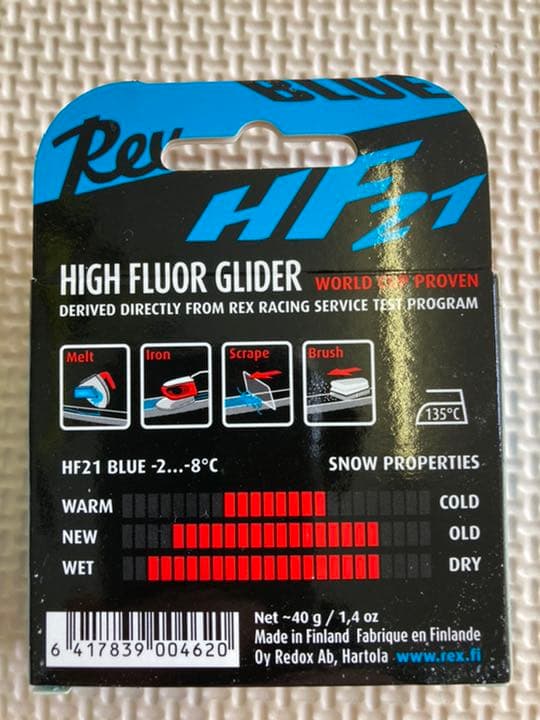 BLUE
Rex
HF21
HIGH FLUOR GLIDER WORLD CUP PROVEN
DERIVED DIRECTLY FROM REX RACING SERVICE TEST PROGRAM
Melt Iron Scrape Brush
135°C
HF21 BLUE -2...-8°C SNOW PROPERTIES
WARM COLD
NEW OLD
WET DRY
Net ~40 g / 1,4 oz
Made in Finland Fabrique en Finlande
Oy Redox Ab, Hartola www.rex.fi
6 417839 004620